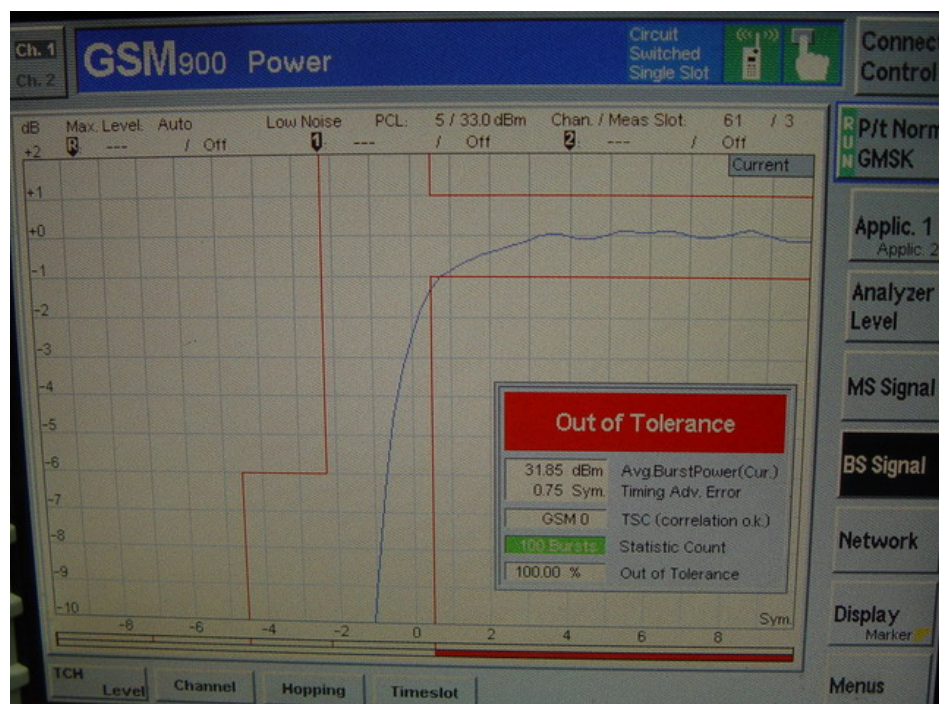 Ch. 1
Ch. 2
GSM900 Power
Circuit
Switched
Single Slot
Connec
Control
dB Max. Level: Auto Low Noise PCL: 5 / 33.0 dBm Chan. / Meas Slot: 61 / 3
R: --- / Off 1: --- / Off 2: --- / Off
Current
+2
+1
+0
-1
-2
-3
-4
-5
-6
-7
-8
-9
-10
-8 -6 -4 -2 0 2 4 6 8 Sym.
Out of Tolerance
31.85 dBm Avg.BurstPower(Cur.)
0.75 Sym. Timing Adv. Error
GSM 0 TSC (correlation o.k.)
100 Bursts Statistic Count
100.00 % Out of Tolerance
RUN
P/t Norm
GMSK
Applic. 1
Applic. 2
Analyzer
Level
MS Signal
BS Signal
Network
Display
Marker
Menus
TCH
Level
Channel
Hopping
Timeslot